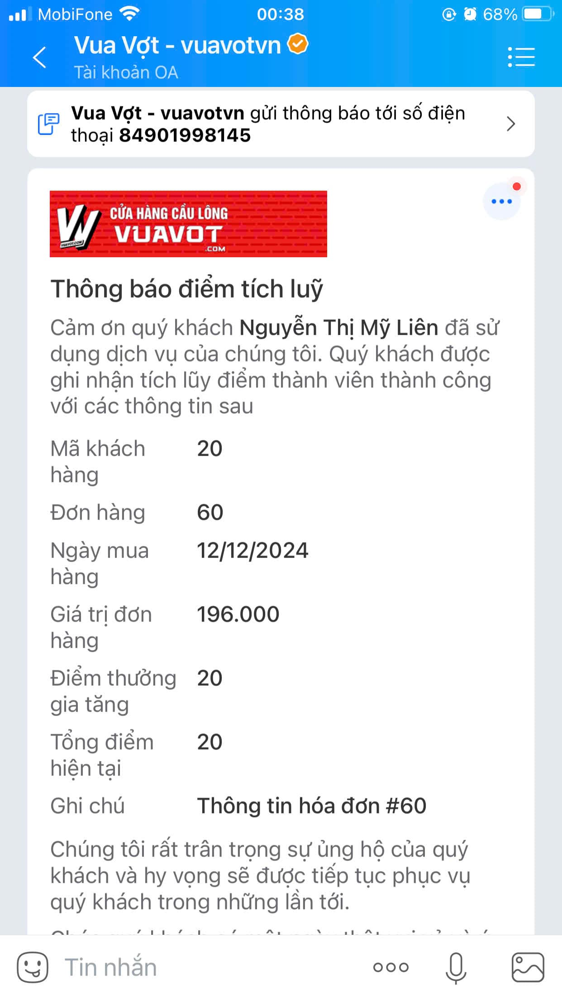 MobiFone 00:38 68%
Vua Vợt - vuavotvn
Tài khoản OA
Vua Vợt - vuavotvn gửi thông báo tới số điện
thoại 84901998145
CỬA HÀNG CẦU LÔNG
VUAVOT
.COM
VUAVOT.COM
Thông báo điểm tích luỹ
Cảm ơn quý khách Nguyễn Thị Mỹ Liên đã sử
dụng dịch vụ của chúng tôi. Quý khách được
ghi nhận tích lũy điểm thành viên thành công
với các thông tin sau
Mã khách 20
hàng
Đơn hàng 60
Ngày mua 12/12/2024
hàng
Giá trị đơn 196.000
hàng
Điểm thưởng 20
gia tăng
Tổng điểm 20
hiện tại
Ghi chú Thông tin hóa đơn #60
Chúng tôi rất trân trọng sự ủng hộ của quý
khách và hy vọng sẽ được tiếp tục phục vụ
quý khách trong những lần tới.
Tin nhắn